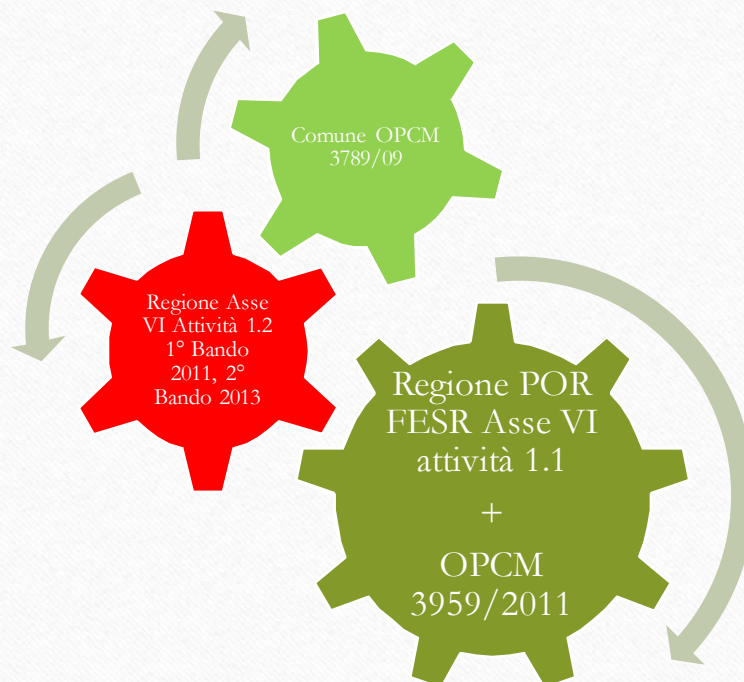 Comune OPCM
3789/09
Regione Asse
VI Attività 1.2
1° Bando
2011, 2°
Bando 2013
Regione POR
FESR Asse VI
attività 1.1
+
OPCM
3959/2011